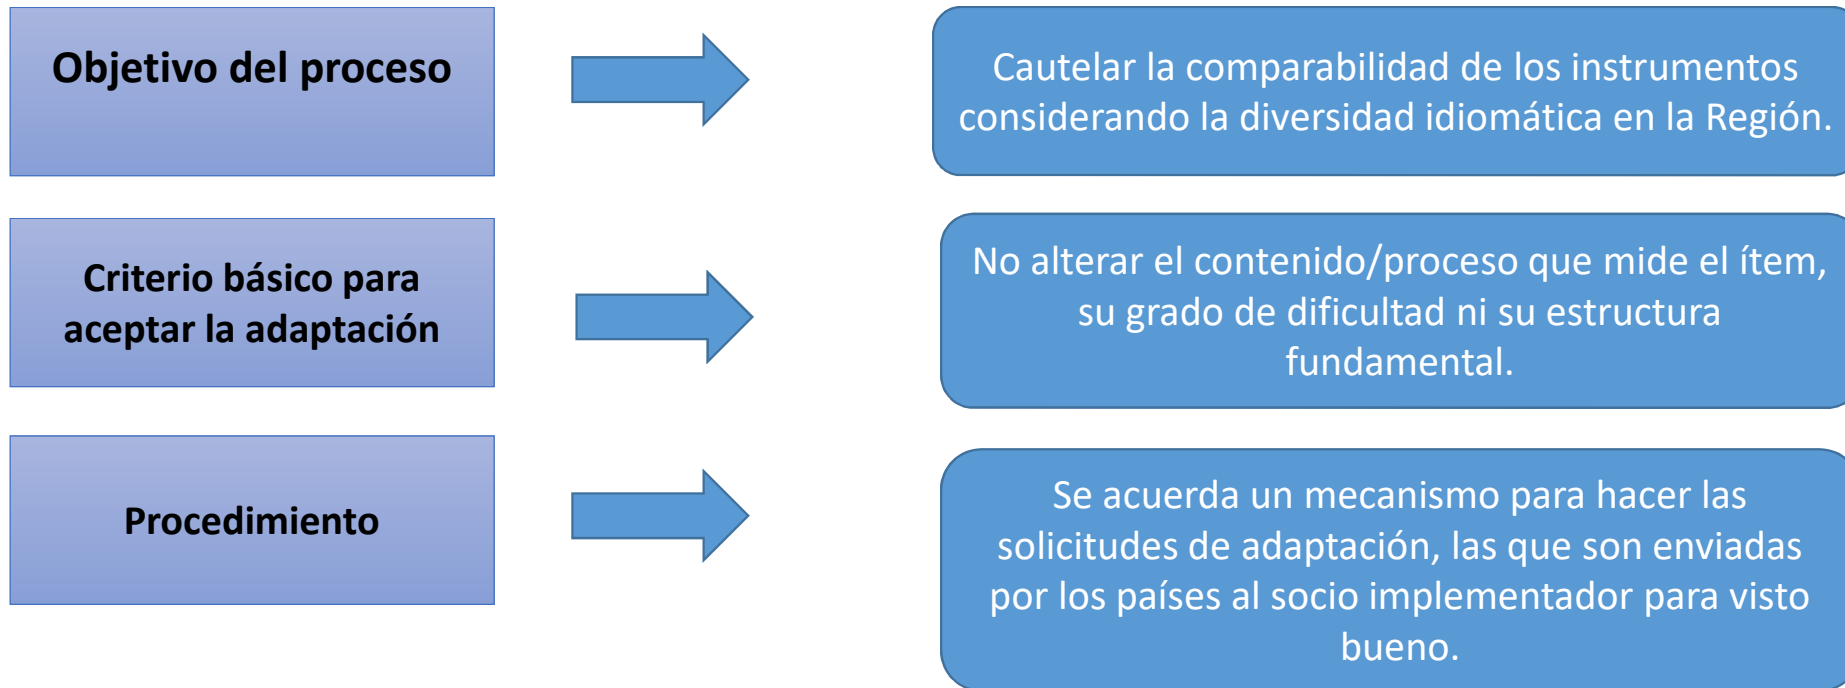 Objetivo del proceso
Cautelar la comparabilidad de los instrumentos
considerando la diversidad idiomática en la Región.
Criterio básico para
aceptar la adaptación
No alterar el contenido/proceso que mide el ítem,
su grado de dificultad ni su estructura
fundamental.
Procedimiento
Se acuerda un mecanismo para hacer las
solicitudes de adaptación, las que son enviadas
por los países al socio implementador para visto
bueno.